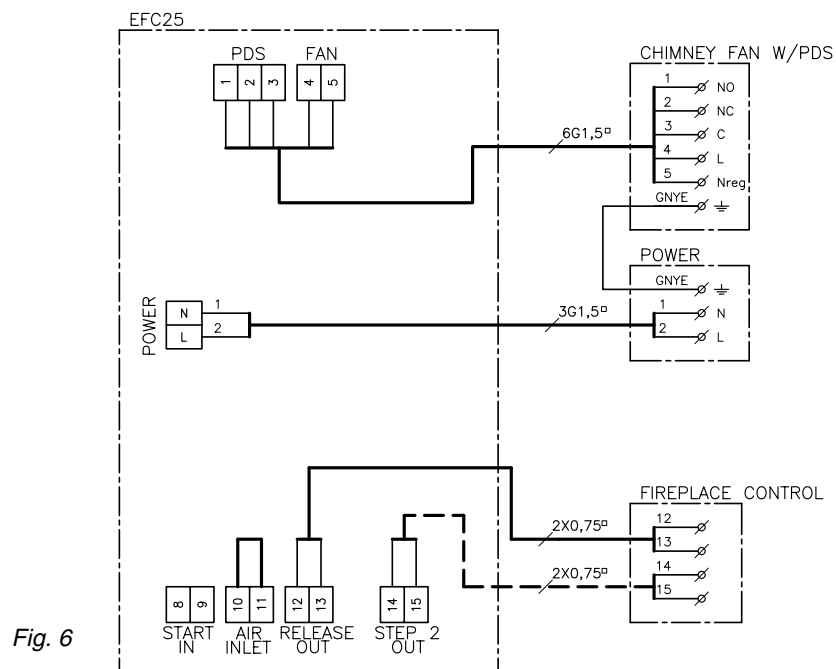 EFC25
PDS FAN
1 2 3 4 5
CHIMNEY FAN W/PDS
1 NO
2 NC
3 C
4 L
5 Nreg
GNYE
6G1,5□
POWER
GNYE
1 N
2 L
3G1,5□
POWER
N 1
L 2
FIREPLACE CONTROL
12
13
14
15
2X0,75□
2X0,75□
8 9 10 11 12 13 14 15
START IN
AIR INLET
RELEASE OUT
STEP 2 OUT
Fig. 6